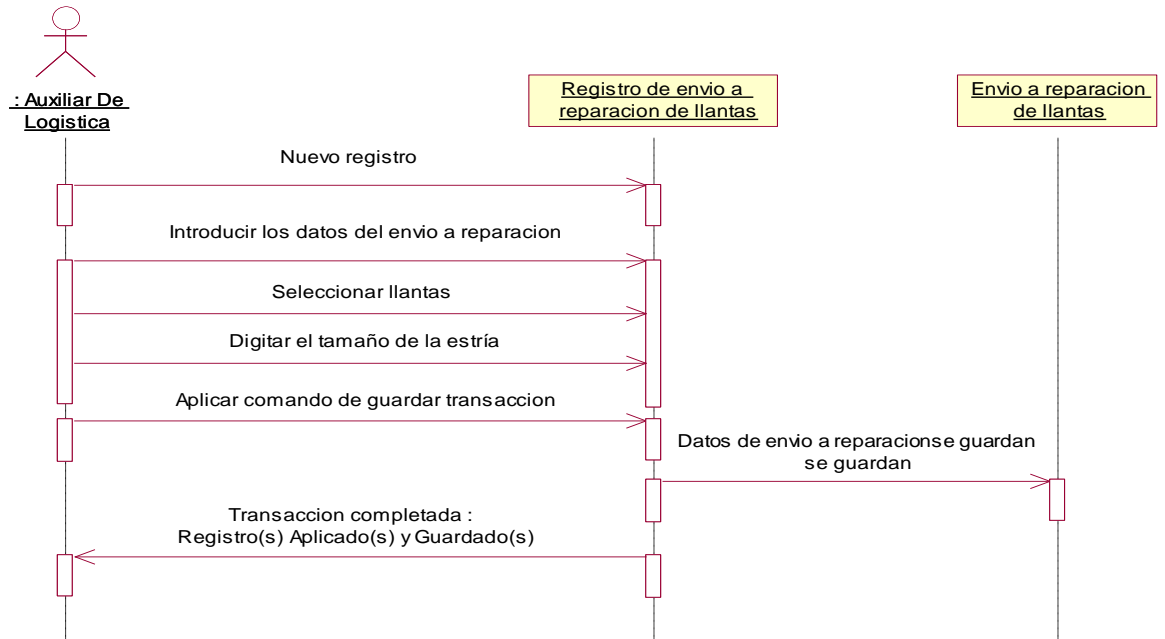 : Auxiliar De
Logistica
Registro de envio a
reparacion de llantas
Envio a reparacion
de llantas
Nuevo registro
Introducir los datos del envio a reparacion
Seleccionar llantas
Digitar el tamaño de la estría
Aplicar comando de guardar transaccion
Datos de envio a reparacionse guardan
se guardan
Transaccion completada :
Registro(s) Aplicado(s) y Guardado(s)